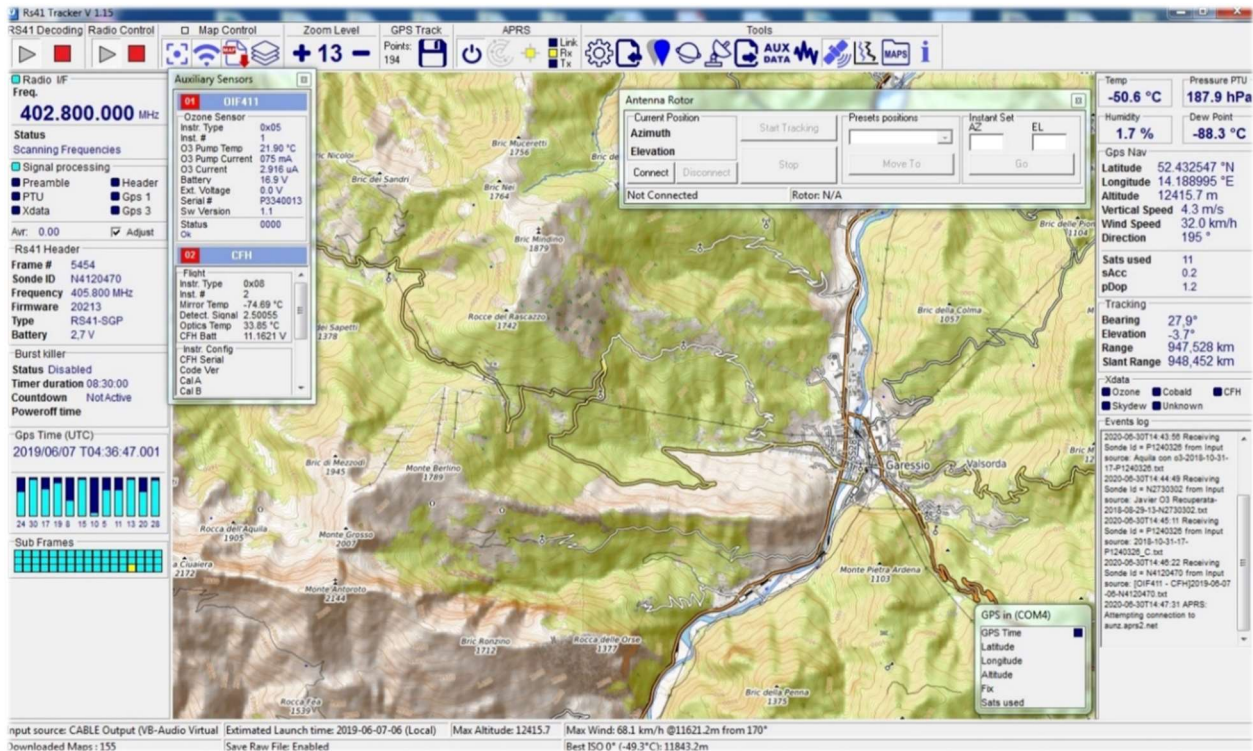 Rs41 Tracker V 1.15
RS41 Decoding
Radio Control
Map Control
Zoom Level
GPS Track
APRS
Tools
13
Points:
194
Link
Rx
Tx
AUX
DATA
MAPS
Radio I/F
Freq.
402.800.000 MHz
Status
Scanning Frequencies
Signal processing
Preamble Header
PTU Gps 1
Xdata Gps 3
Avr: 0.00 Adjust
Rs41 Header
Frame # 5454
Sonde ID N4120470
Frequency 405.800 MHz
Firmware 20213
Type RS41-SGP
Battery 2,7 V
Burst killer
Status Disabled
Timer duration 08:30:00
Countdown Not Active
Poweroff time
Gps Time (UTC)
2019/06/07 T04:36:47.001
24 30 17 19 8 15 10 5 11 13 20 28
Sub Frames
Auxiliary Sensors
01 OIF411
Ozone Sensor
Instr. Type 0x05
Inst. # 1
O3 Pump Temp 21.90 °C
O3 Pump Current 075 mA
O3 Current 2.916 uA
Battery 16.9 V
Ext. Voltage 0.0 V
Serial # P3340013
Sw Version 1.1
Status 0000
Ok
02 CFH
Flight
Instr. Type 0x08
Inst. # 2
Mirror Temp -74.69 °C
Detect. Signal 2.50055
Optics Temp 33.85 °C
CFH Batt 11.1621 V
Instr. Config
CFH Serial
Code Ver
Cal A
Cal B
Antenna Rotor
Current Position
Azimuth
Elevation
Connect Disconnect
Start Tracking
Stop
Presets positions
Move To
Instant Set
AZ EL
Go
Not Connected
Rotor: N/A
Bric Muceretti
1756
Bric dei Sandri
Bric Nei
1764
Bric Mindino
1879
Bric delle Pian
1104
Rocce del Rascazzo
1742
Bric della Colma
1057
dei Sapetti
1378
Bric di Mezzodì
1945
Monte Berlino
1789
Garessio
Valsorda
Rocca dell'Aquila
1905
Monte Grosso
2007
2172
Monte Antoroto
2144
Monte Pietra Ardena
1103
Bric Ronzino
1712
Rocca delle Orse
1377
Rocca Fea
1539
Bric della Penna
1375
GPS in (COM4)
GPS Time
Latitude
Longitude
Altitude
Fix
Sats used
Temp
-50.6 °C
Pressure PTU
187.9 hPa
Humidity
1.7 %
Dew Point
-88.3 °C
Gps Nav
Latitude 52.432547 °N
Longitude 14.188995 °E
Altitude 12415.7 m
Vertical Speed 4.3 m/s
Wind Speed 32.0 km/h
Direction 195 °
Sats used 11
sAcc 0.2
pDop 1.2
Tracking
Bearing 27,9°
Elevation -3.7°
Range 947,528 km
Slant Range 948,452 km
Xdata
Ozone Cobald CFH
Skydew Unknown
Events log
2020-06-30T14:43:56 Receiving
Sonde Id = P1240326 from Input
source: Aquila con o3-2018-10-31-
17-P1240326.txt
2020-06-30T14:44:49 Receiving
Sonde Id = N2730302 from Input
source: Javier O3 Recuperata-
2018-08-29-13-N2730302.txt
2020-06-30T14:45:11 Receiving
Sonde Id = P1240326 from Input
source: 2018-10-31-17-
P1240326_C.txt
2020-06-30T14:46:22 Receiving
Sonde Id = N4120470 from Input
source: [OIF411 - CFH]2019-06-07
-06-N4120470.txt
2020-06-30T14:47:31 APRS:
Attempting connection to
aunz.aprs2.net
nput source: CABLE Output (VB-Audio Virtual
Estimated Launch time: 2019-06-07-06 (Local)
Max Altitude: 12415.7
Max Wind: 68.1 km/h @11621.2m from 170°
Downloaded Maps : 155
Save Raw File: Enabled
Best ISO 0° (-49.3°C): 11843.2m